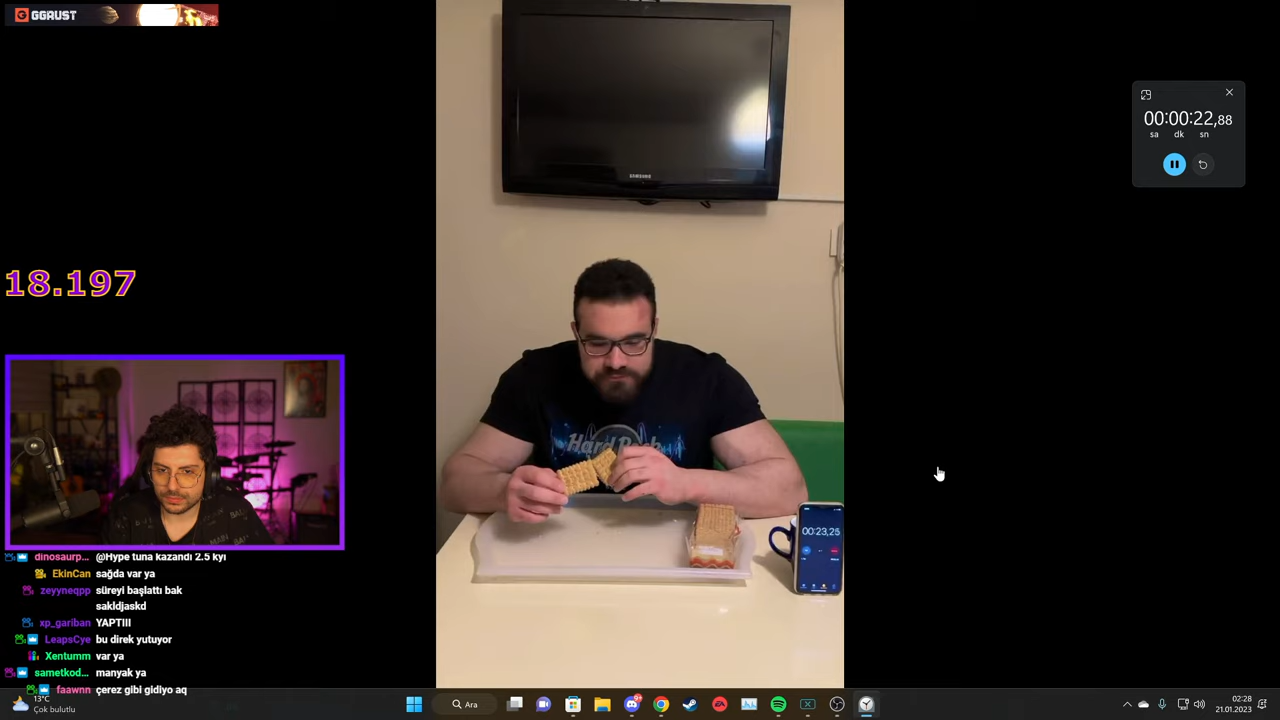 GGAUST
SAMSUNG
00:00:22,88
sa dk sn
18.197
Hard Rock
00:23,25
dinosaurp... @Hype tuna kazandı 2.5 kyı
EkinCan sağda var ya
zeyyneqpp süreyi başlattı bak
sakldjaskd
xp_gariban YAPTIII
LeapsCye bu direk yutuyor
Xentumm var ya
sametkod... manyak ya
faawnn çerez gibi gidiyo aq
13°C
Çok bulutlu
Ara
02:28
21.01.2023